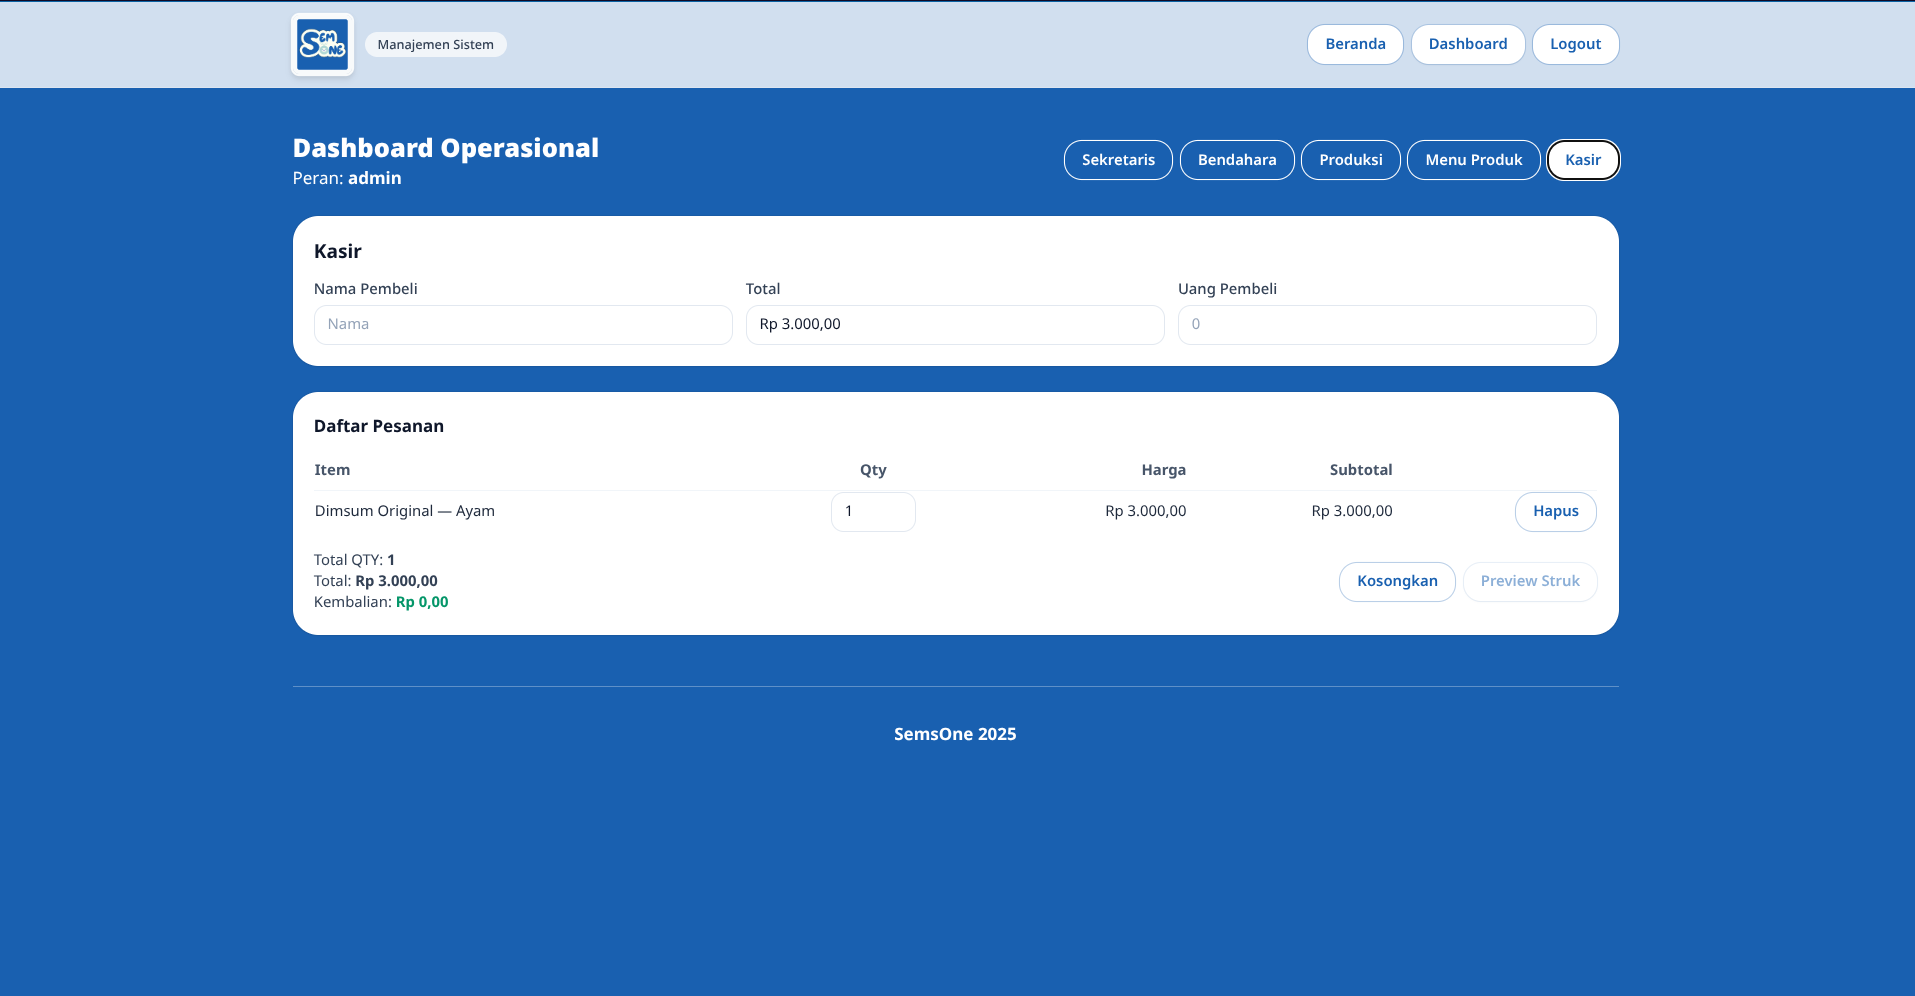 SEM
ONE
Manajemen Sistem
Beranda
Dashboard
Logout
Dashboard Operasional
Peran: admin
Sekretaris
Bendahara
Produksi
Menu Produk
Kasir
Kasir
Nama Pembeli
Total
Uang Pembeli
Nama
Rp 3.000,00
0
Daftar Pesanan
Item Qty Harga Subtotal
Dimsum Original — Ayam 1 Rp 3.000,00 Rp 3.000,00 Hapus
Total QTY: 1
Total: Rp 3.000,00
Kembalian: Rp 0,00
Kosongkan
Preview Struk
SemsOne 2025